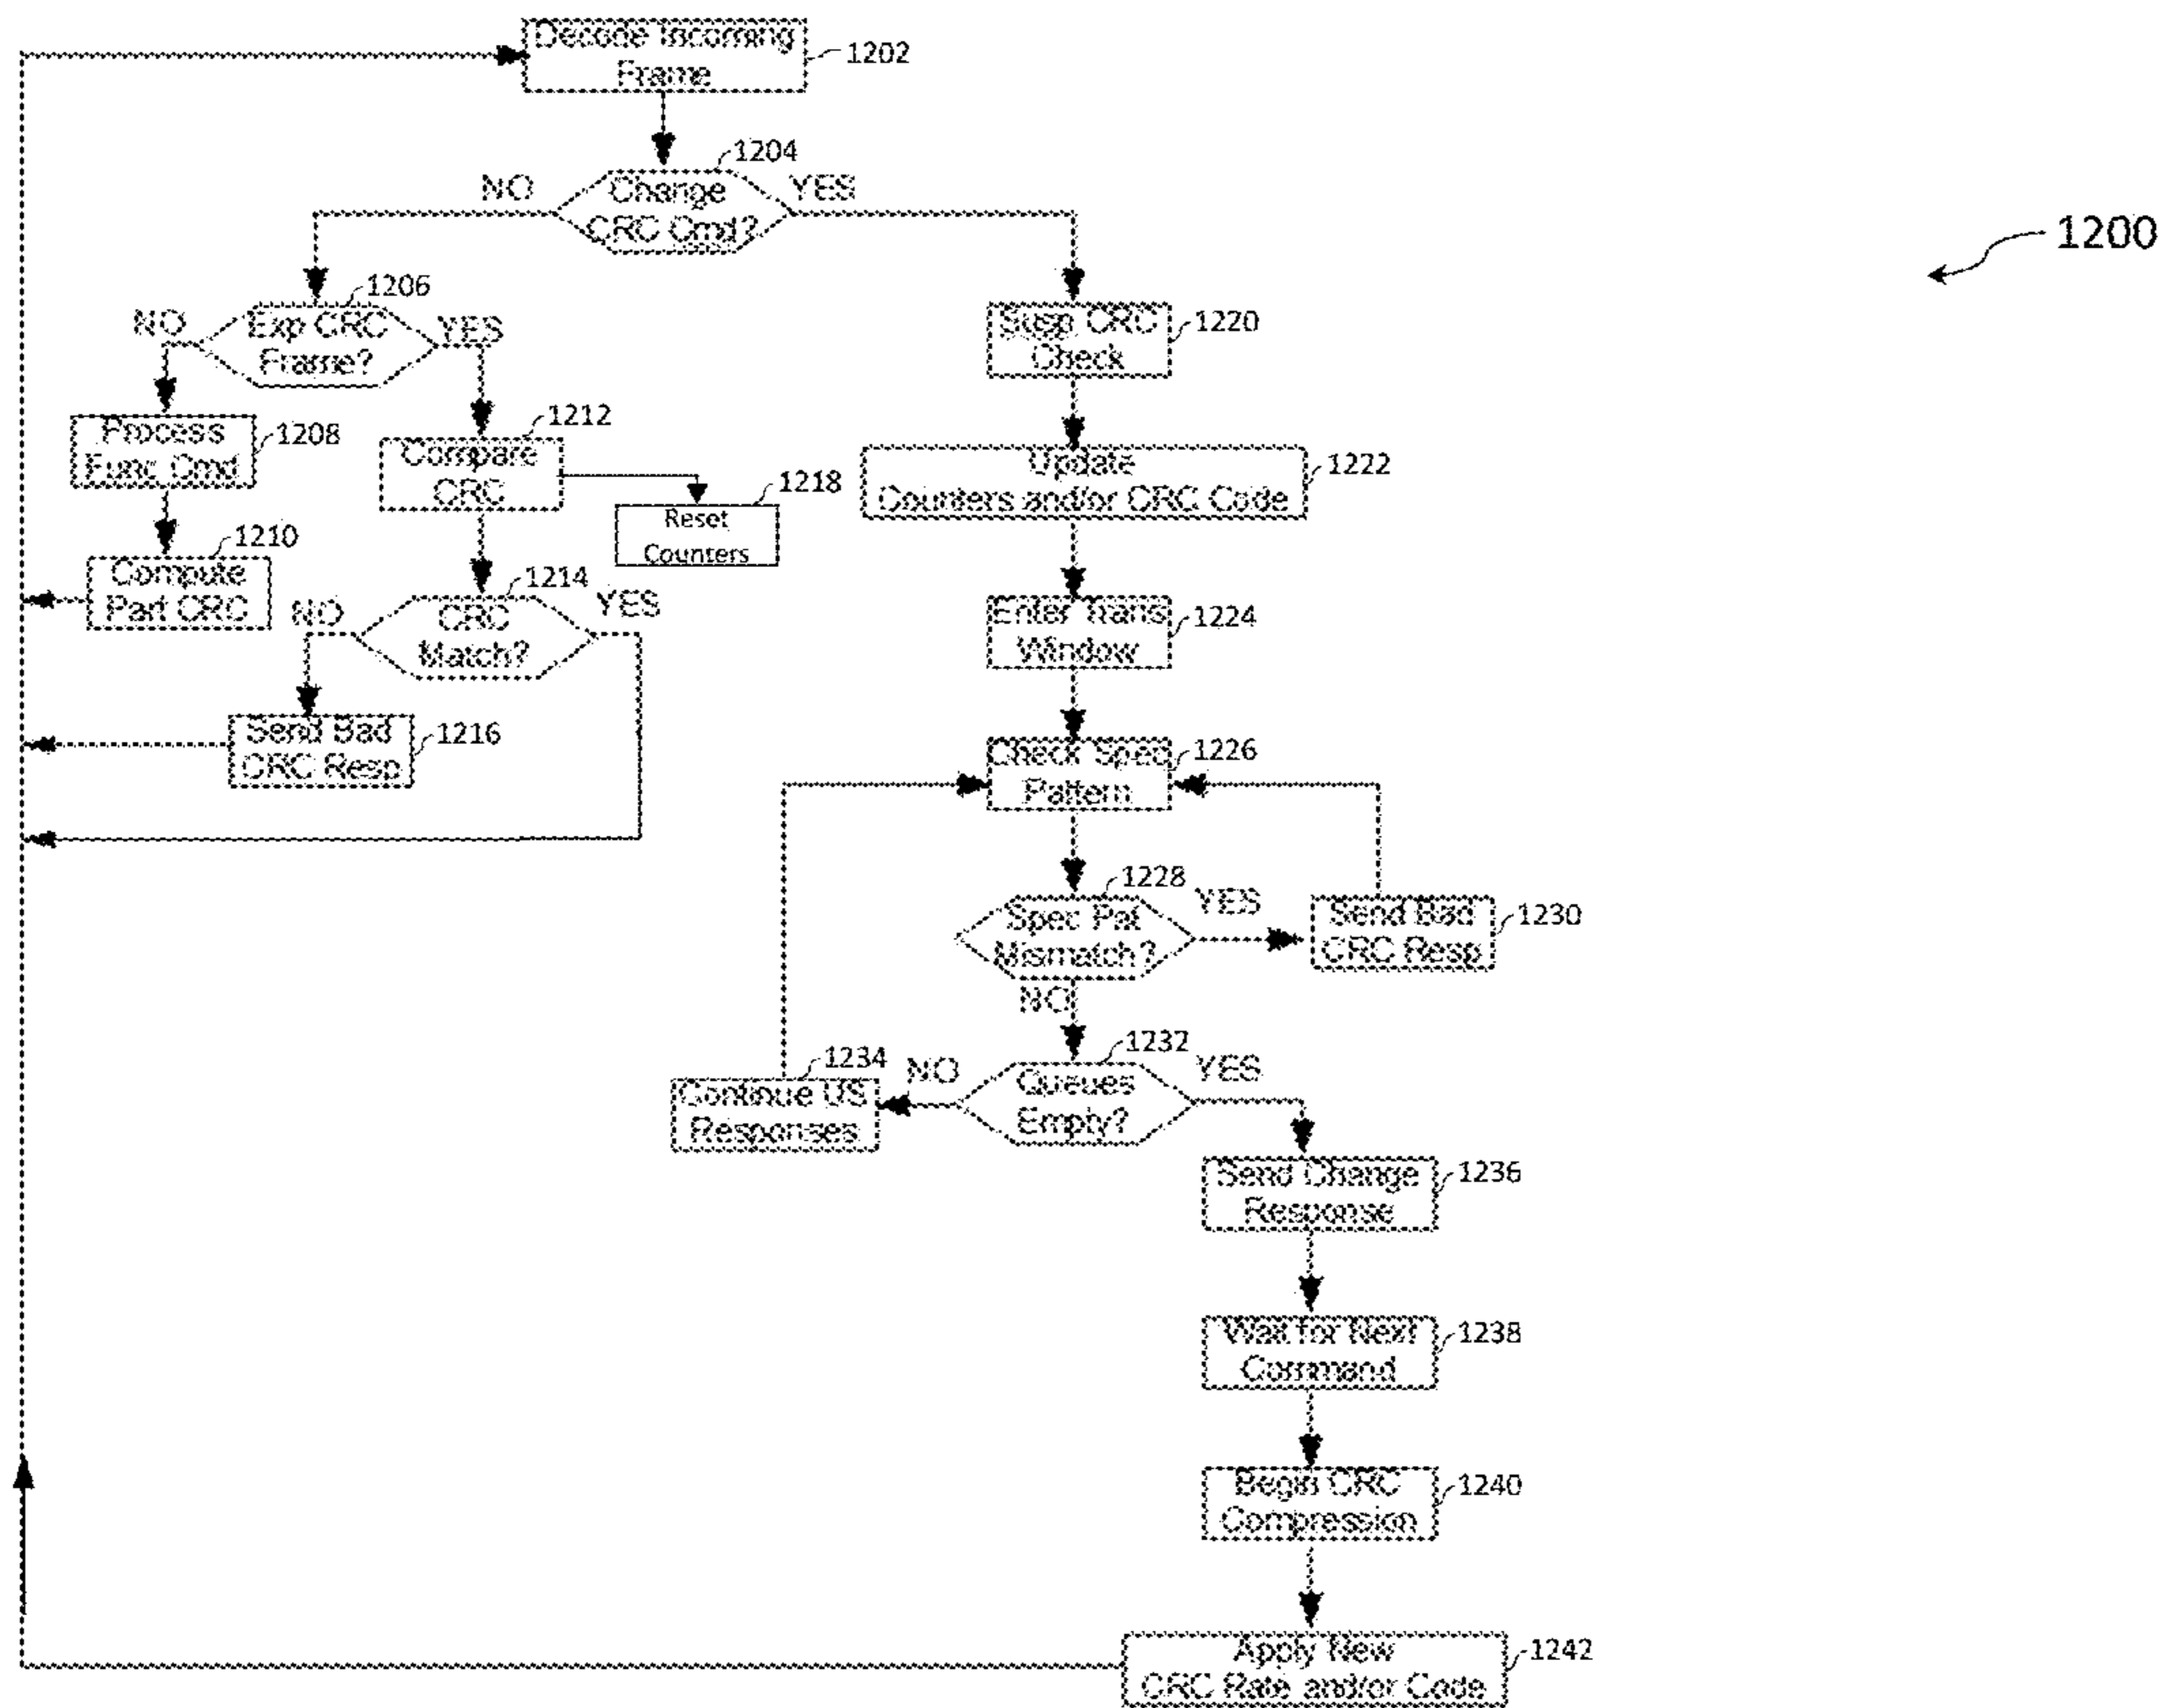 Decode Incoming
Frame
1202
1204
NO
Change
CRC Cmd?
YES
1200
1206
NO
Exp CRC
Frame?
YES
Susp CRC
Check
1220
Process
Func Cmd
1208
1212
Compare
CRC
1218
Reset
Counters
Update
Counters and/or CRC Code
1222
1210
Compute
Part CRC
1214
NO
CRC
Match?
YES
Enter Trans
Window
1224
Send Bad
CRC Resp
1216
Check Spec
Pattern
1226
1228
Spec Pat
Mismatch?
YES
NO
Send Bad
CRC Resp
1230
1234
Continue US
Responses
NO
1232
Queues
Empty?
YES
Send Change
Response
1236
Wait for Next
Command
1238
Begin CRC
Compression
1240
Apply New
CRC Rate and/or Code
1242